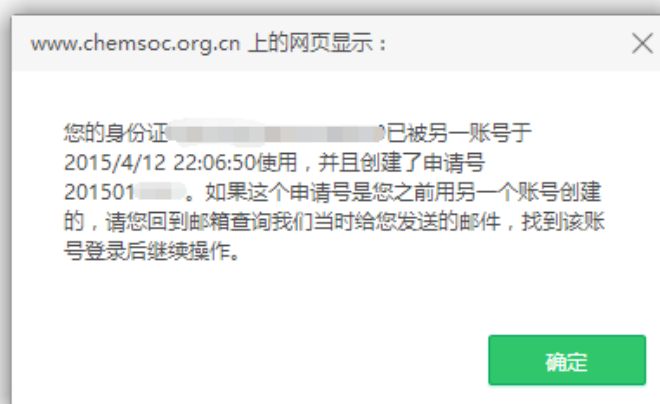 www.chemsoc.org.cn 上的网页显示：
您的身份证 已被另一账号于
2015/4/12 22:06:50使用，并且创建了申请号
201501 。如果这个申请号是您之前用另一个账号创建
的，请您回到邮箱查询我们当时给您发送的邮件，找到该账
号登录后继续操作。
确定